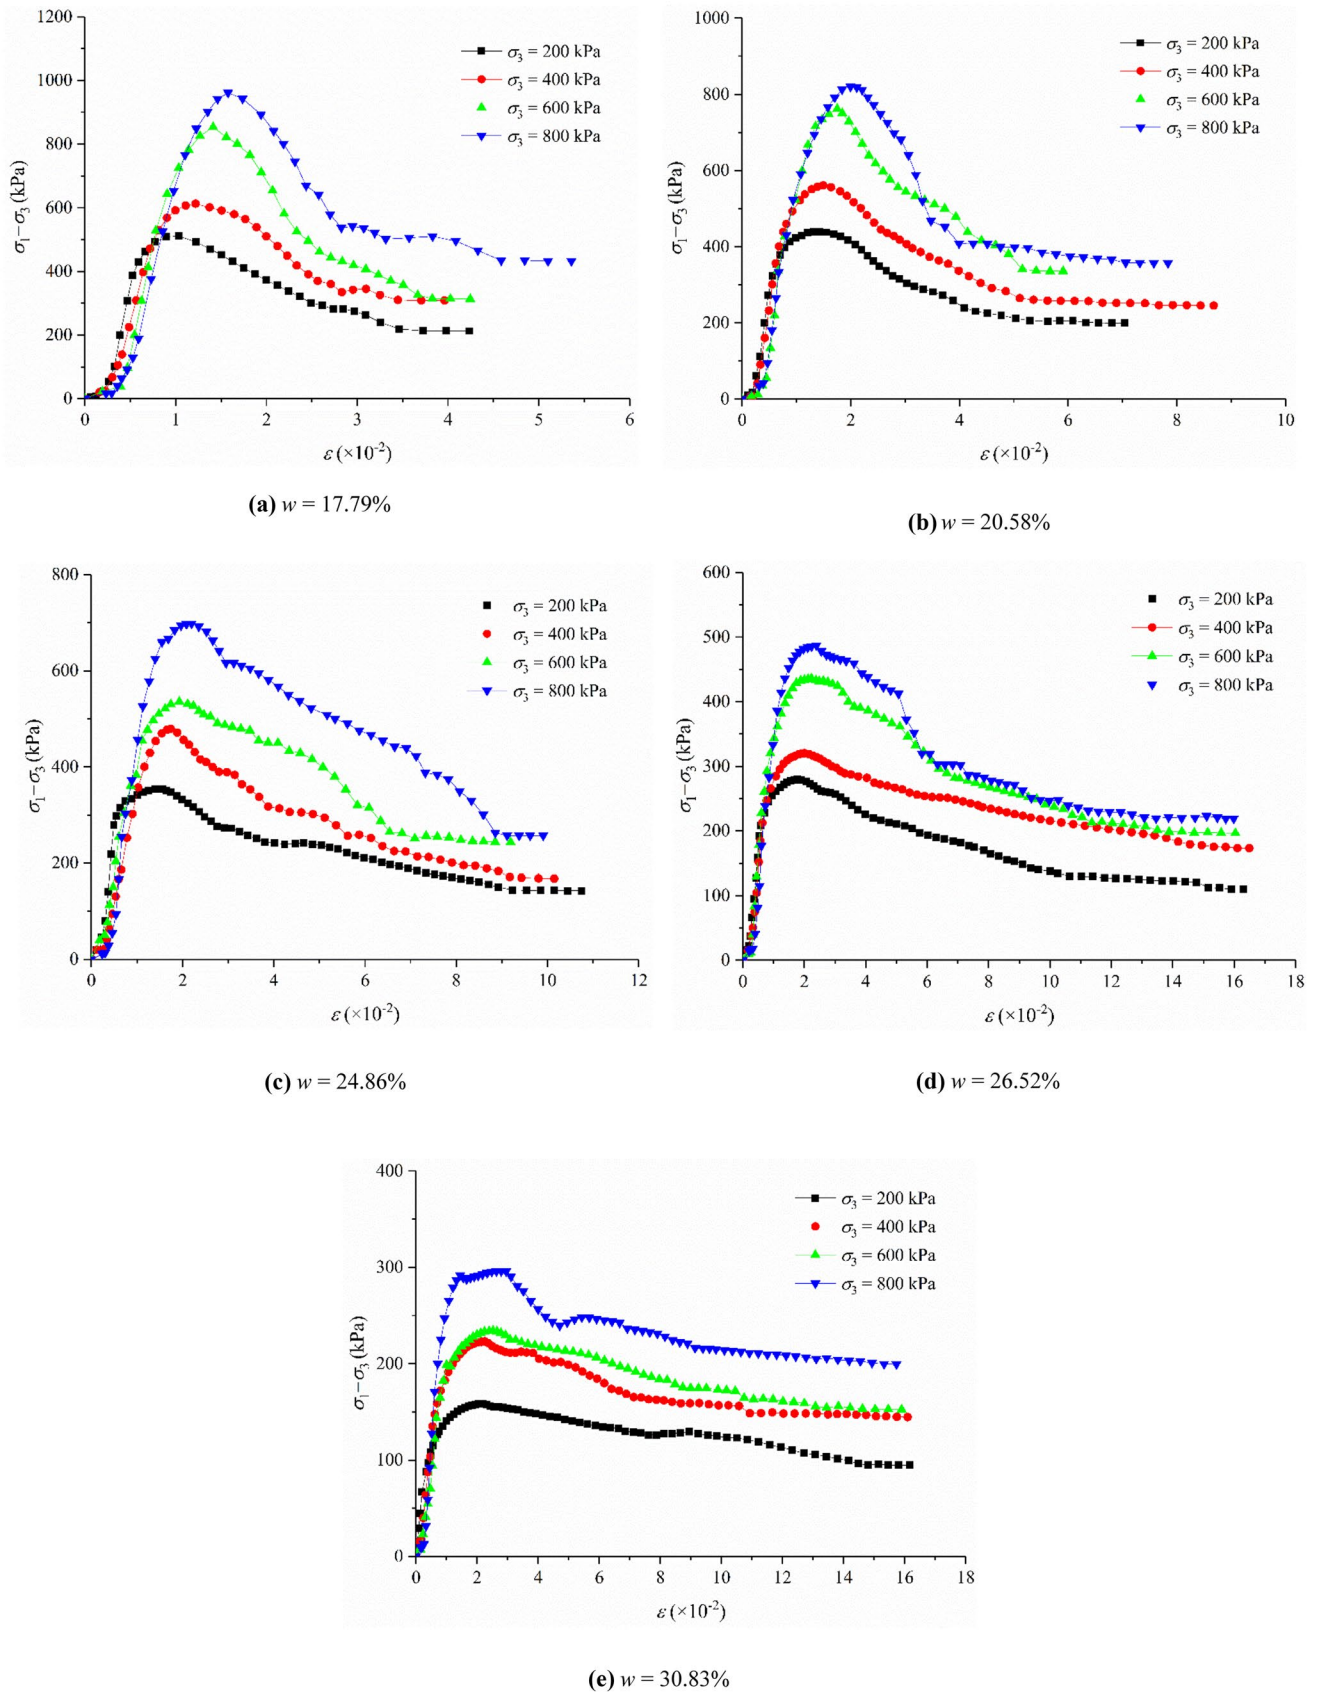 1200
1000
800
600
400
200
0
σ₁−σ₃ (kPa)
σ₃ = 200 kPa
σ₃ = 400 kPa
σ₃ = 600 kPa
σ₃ = 800 kPa
0 1 2 3 4 5 6
ε (×10⁻²)
(a) w = 17.79%
1000
800
600
400
200
0
σ₁−σ₃ (kPa)
σ₃ = 200 kPa
σ₃ = 400 kPa
σ₃ = 600 kPa
σ₃ = 800 kPa
0 2 4 6 8 10
ε (×10⁻²)
(b) w = 20.58%
800
600
400
200
0
σ₁−σ₃ (kPa)
σ₃ = 200 kPa
σ₃ = 400 kPa
σ₃ = 600 kPa
σ₃ = 800 kPa
0 2 4 6 8 10 12
ε (×10⁻²)
(c) w = 24.86%
600
500
400
300
200
100
0
σ₁−σ₃ (kPa)
σ₃ = 200 kPa
σ₃ = 400 kPa
σ₃ = 600 kPa
σ₃ = 800 kPa
0 2 4 6 8 10 12 14 16 18
ε (×10⁻²)
(d) w = 26.52%
400
300
200
100
0
σ₁−σ₃ (kPa)
σ₃ = 200 kPa
σ₃ = 400 kPa
σ₃ = 600 kPa
σ₃ = 800 kPa
0 2 4 6 8 10 12 14 16 18
ε (×10⁻²)
(e) w = 30.83%